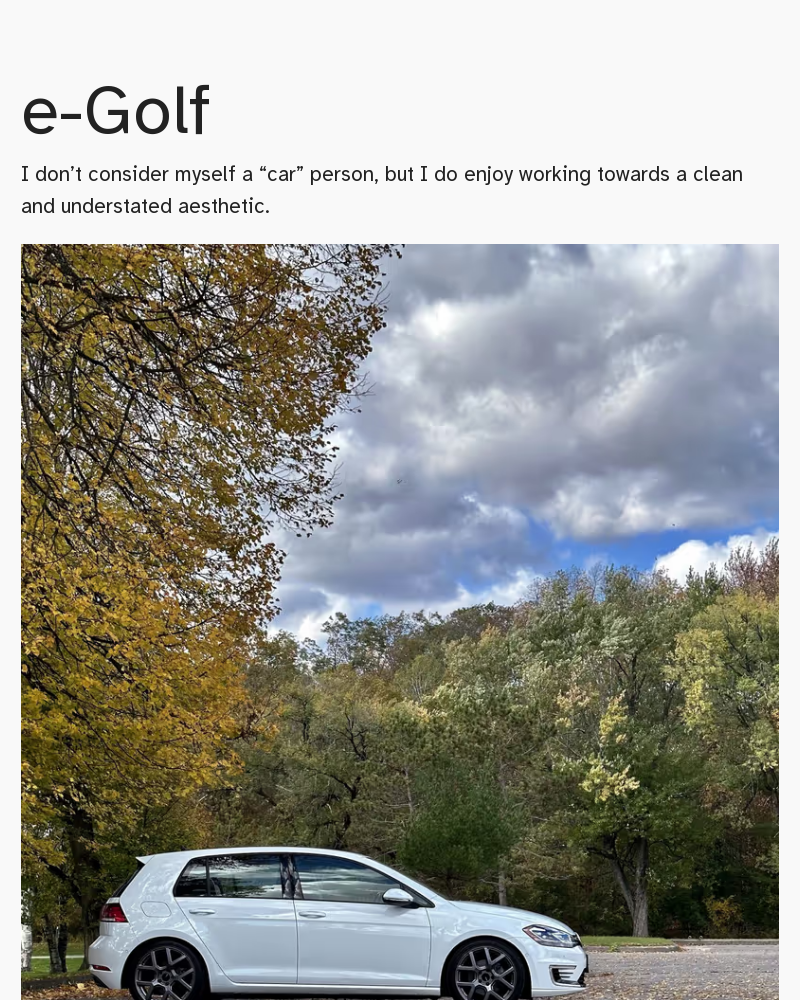 e-Golf
I don’t consider myself a “car” person, but I do enjoy working towards a clean
and understated aesthetic.